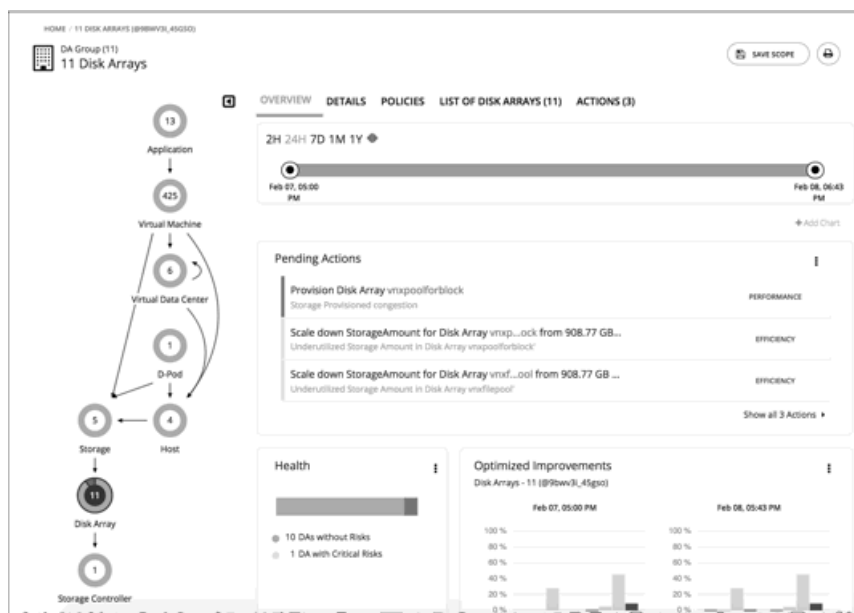 HOME / 11 DISK ARRAYS (@9BWV3I_45GSO)
DA Group (11)
11 Disk Arrays
SAVE SCOPE
OVERVIEW DETAILS POLICIES LIST OF DISK ARRAYS (11) ACTIONS (3)
2H 24H 7D 1M 1Y
Feb 07, 05:00 PM
Feb 08, 06:43 PM
+ Add Chart
13
Application
425
Virtual Machine
6
Virtual Data Center
1
D-Pod
5
Storage
4
Host
11
Disk Array
1
Storage Controller
Pending Actions
Provision Disk Array vnxpoolforblock
Storage Provisioned congestion
PERFORMANCE
Scale down StorageAmount for Disk Array vnxp...ock from 908.77 GB...
Underutilized Storage Amount in Disk Array vnxpoolforblock'
EFFICIENCY
Scale down StorageAmount for Disk Array vnxf...ool from 908.77 GB ...
Underutilized Storage Amount in Disk Array vnxfilepool'
EFFICIENCY
Show all 3 Actions
Health
10 DAs without Risks
1 DA with Critical Risks
Optimized Improvements
Disk Arrays - 11 (@9bwv3i_45gso)
Feb 07, 05:00 PM
100 %
80 %
60 %
40 %
20 %
0 %
Feb 08, 05:43 PM
100 %
80 %
60 %
40 %
20 %
0 %